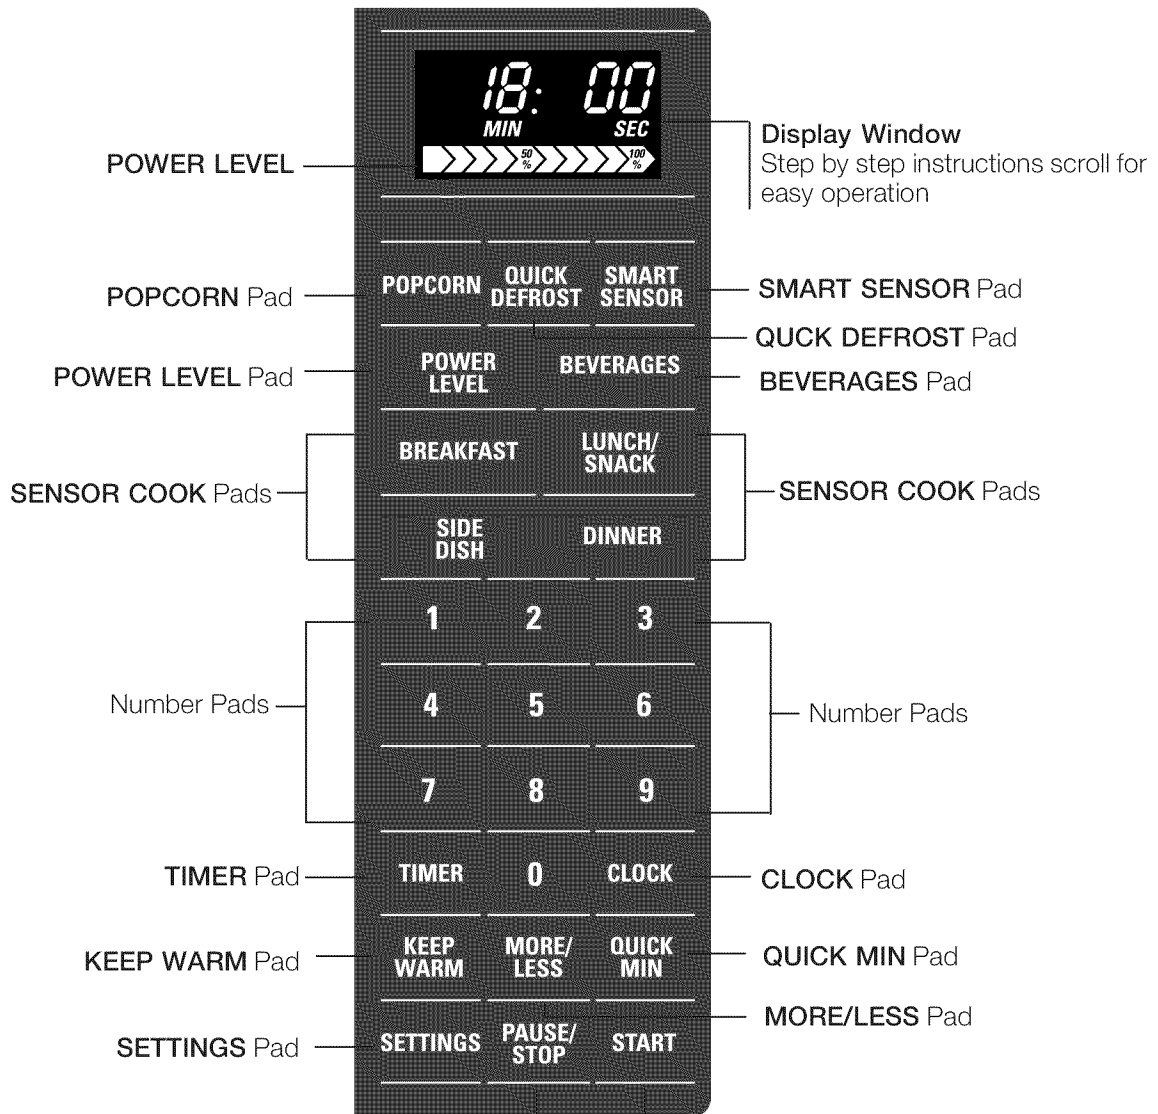 18: 00
MIN SEC
50 % 100 %
POWER LEVEL
Display Window
Step by step instructions scroll for
easy operation
POPCORN QUICK DEFROST SMART SENSOR
POPCORN Pad
SMART SENSOR Pad
QUCK DEFROST Pad
POWER LEVEL BEVERAGES
POWER LEVEL Pad
BEVERAGES Pad
BREAKFAST LUNCH/ SNACK
SENSOR COOK Pads
SENSOR COOK Pads
SIDE DISH DINNER
1 2 3
4 5 6
Number Pads
Number Pads
7 8 9
TIMER 0 CLOCK
TIMER Pad
CLOCK Pad
KEEP WARM MORE/ LESS QUICK MIN
KEEP WARM Pad
QUICK MIN Pad
MORE/LESS Pad
SETTINGS PAUSE/ STOP START
SETTINGS Pad